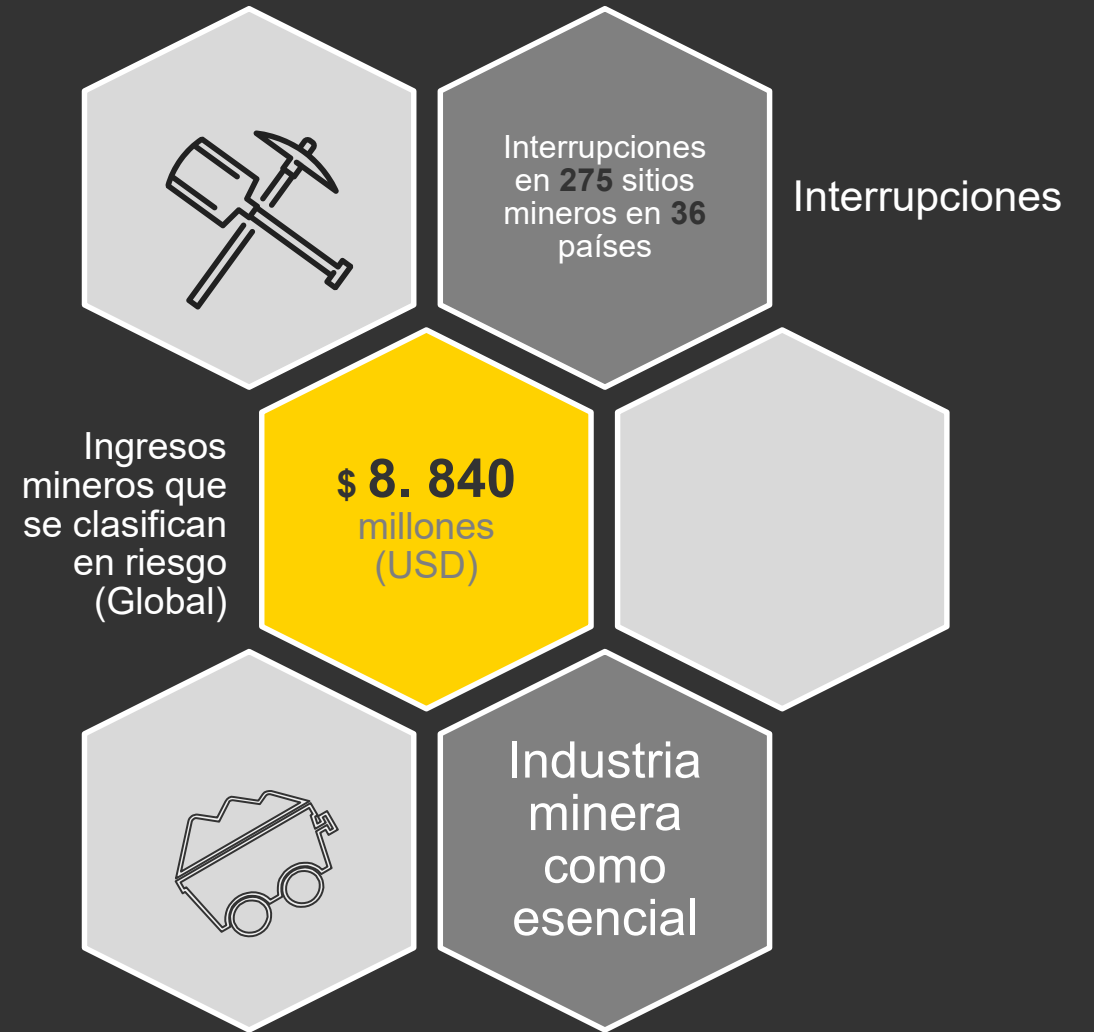 Interrupciones
en 275 sitios
mineros en 36
países
Interrupciones
Ingresos
mineros que
se clasifican
en riesgo
(Global)
$ 8. 840
millones
(USD)
Industria
minera
como
esencial